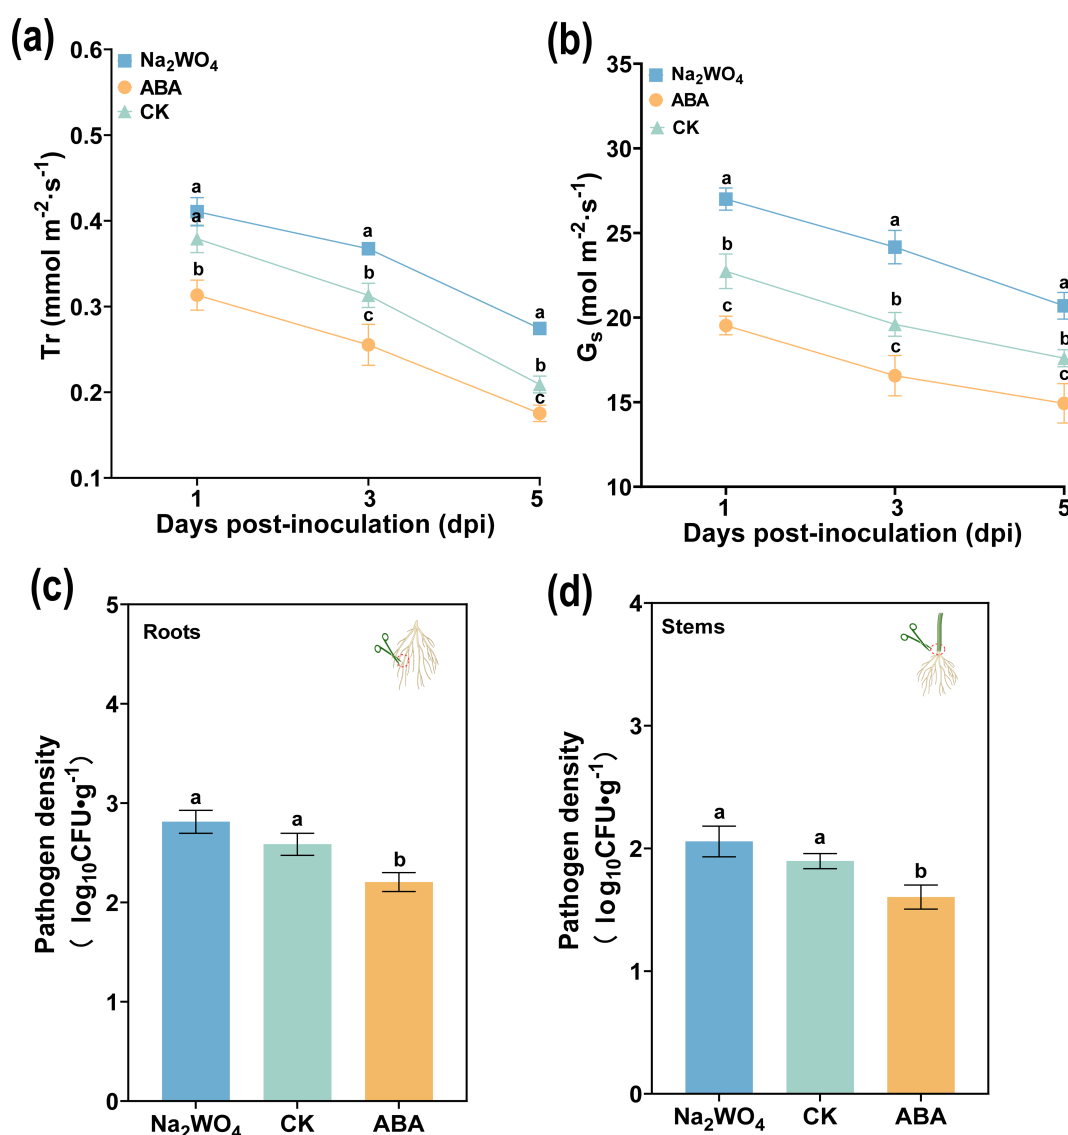 (a)
Na₂WO₄
ABA
CK
Tr (mmol m⁻²·s⁻¹)
0.6
0.5
0.4
0.3
0.2
0.1
a
a
b
a
b
c
a
b
c
1
3
5
Days post-inoculation (dpi)
(b)
Na₂WO₄
ABA
CK
Gₛ (mol m⁻²·s⁻¹)
35
30
25
20
15
10
a
b
c
a
b
c
a
b
c
1
3
5
Days post-inoculation (dpi)
(c)
Roots
Pathogen density
( log₁₀CFU•g⁻¹)
5
4
3
2
1
0
a
a
b
Na₂WO₄
CK
ABA
(d)
Stems
Pathogen density
( log₁₀CFU•g⁻¹)
4
3
2
1
0
a
a
b
Na₂WO₄
CK
ABA